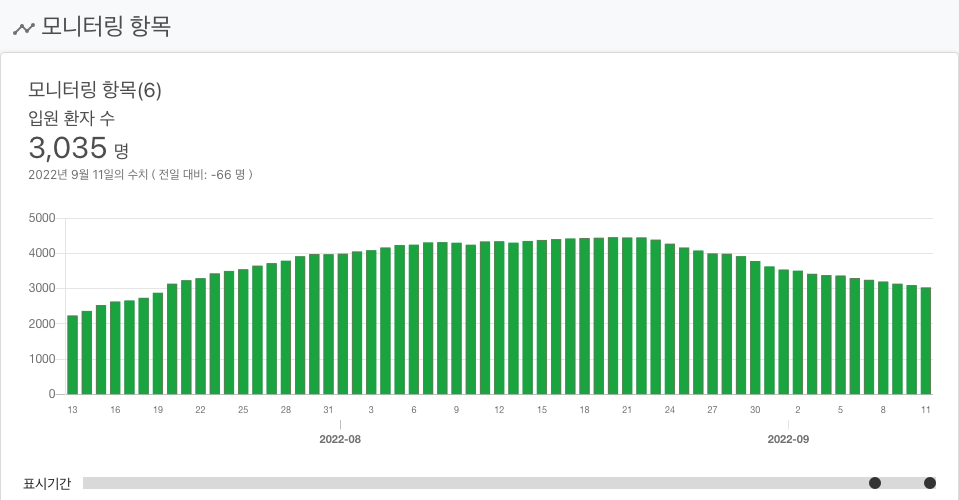 모니터링 항목
모니터링 항목(6)
입원 환자 수
3,035 명
2022년 9월 11일의 수치 ( 전일 대비: -66 명 )
5000
4000
3000
2000
1000
0
13 16 19 22 25 28 31 3 6 9 12 15 18 21 24 27 30 2 5 8 11
2022-08 2022-09
표시기간